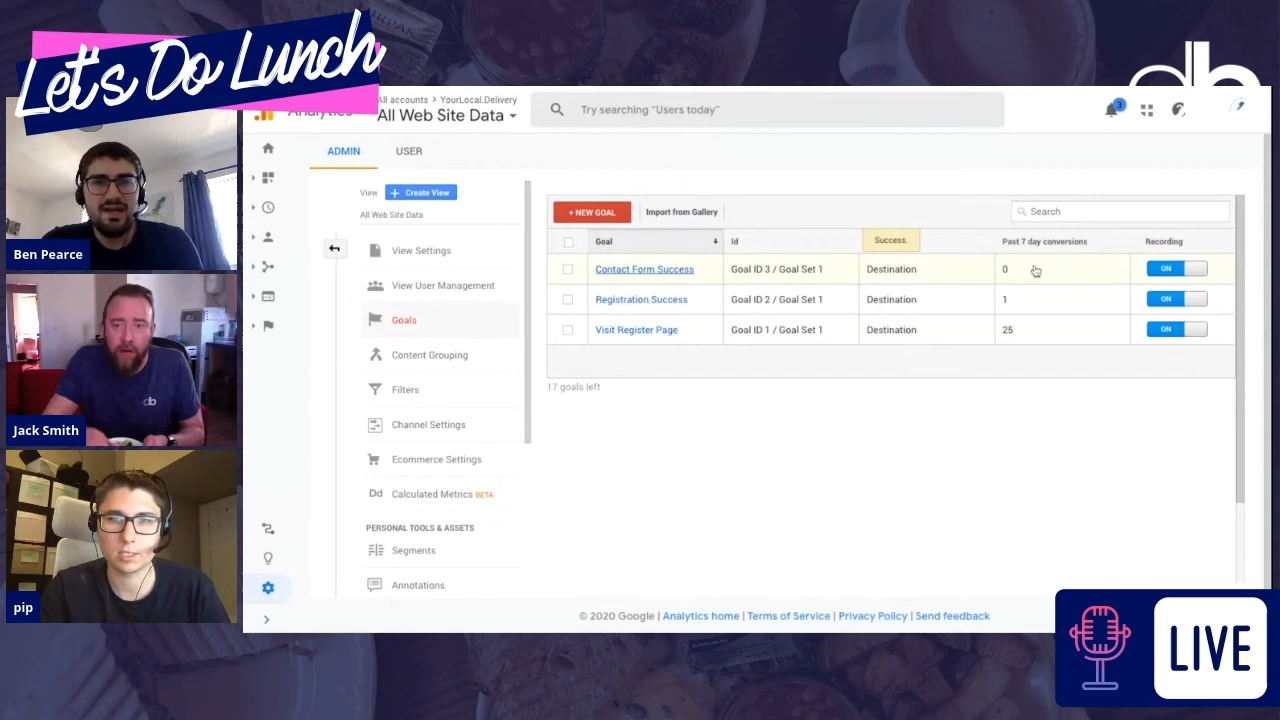 Let's Do Lunch
db
Analytics
All accounts > YourLocal.Delivery
All Web Site Data
Try searching "Users today"
3
ADMIN
USER
View
+ Create View
All Web Site Data
View Settings
View User Management
Goals
Content Grouping
Filters
Channel Settings
Ecommerce Settings
Dd Calculated Metrics BETA
PERSONAL TOOLS & ASSETS
Segments
Annotations
+ NEW GOAL
Import from Gallery
Search
Goal Id Success. Past 7 day conversions Recording
Contact Form Success Goal ID 3 / Goal Set 1 Destination 0 ON
Registration Success Goal ID 2 / Goal Set 1 Destination 1 ON
Visit Register Page Goal ID 1 / Goal Set 1 Destination 25 ON
17 goals left
© 2020 Google | Analytics home | Terms of Service | Privacy Policy | Send feedback
Ben Pearce
db
Jack Smith
pip
LIVE